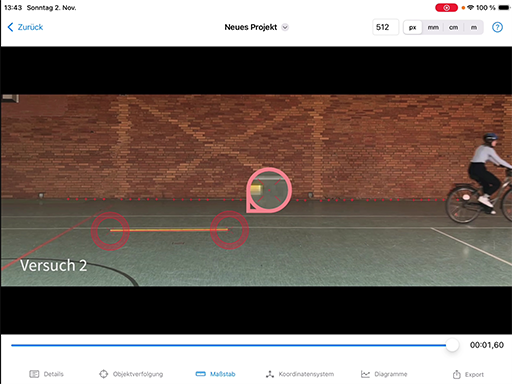 13:43 Sonntag 2. Nov.
100 %
Zurück
Neues Projekt
512
px mm cm m
?
Versuch 2
00:01,60
Details
Objektverfolgung
Maßstab
Koordinatensystem
Diagramme
Export